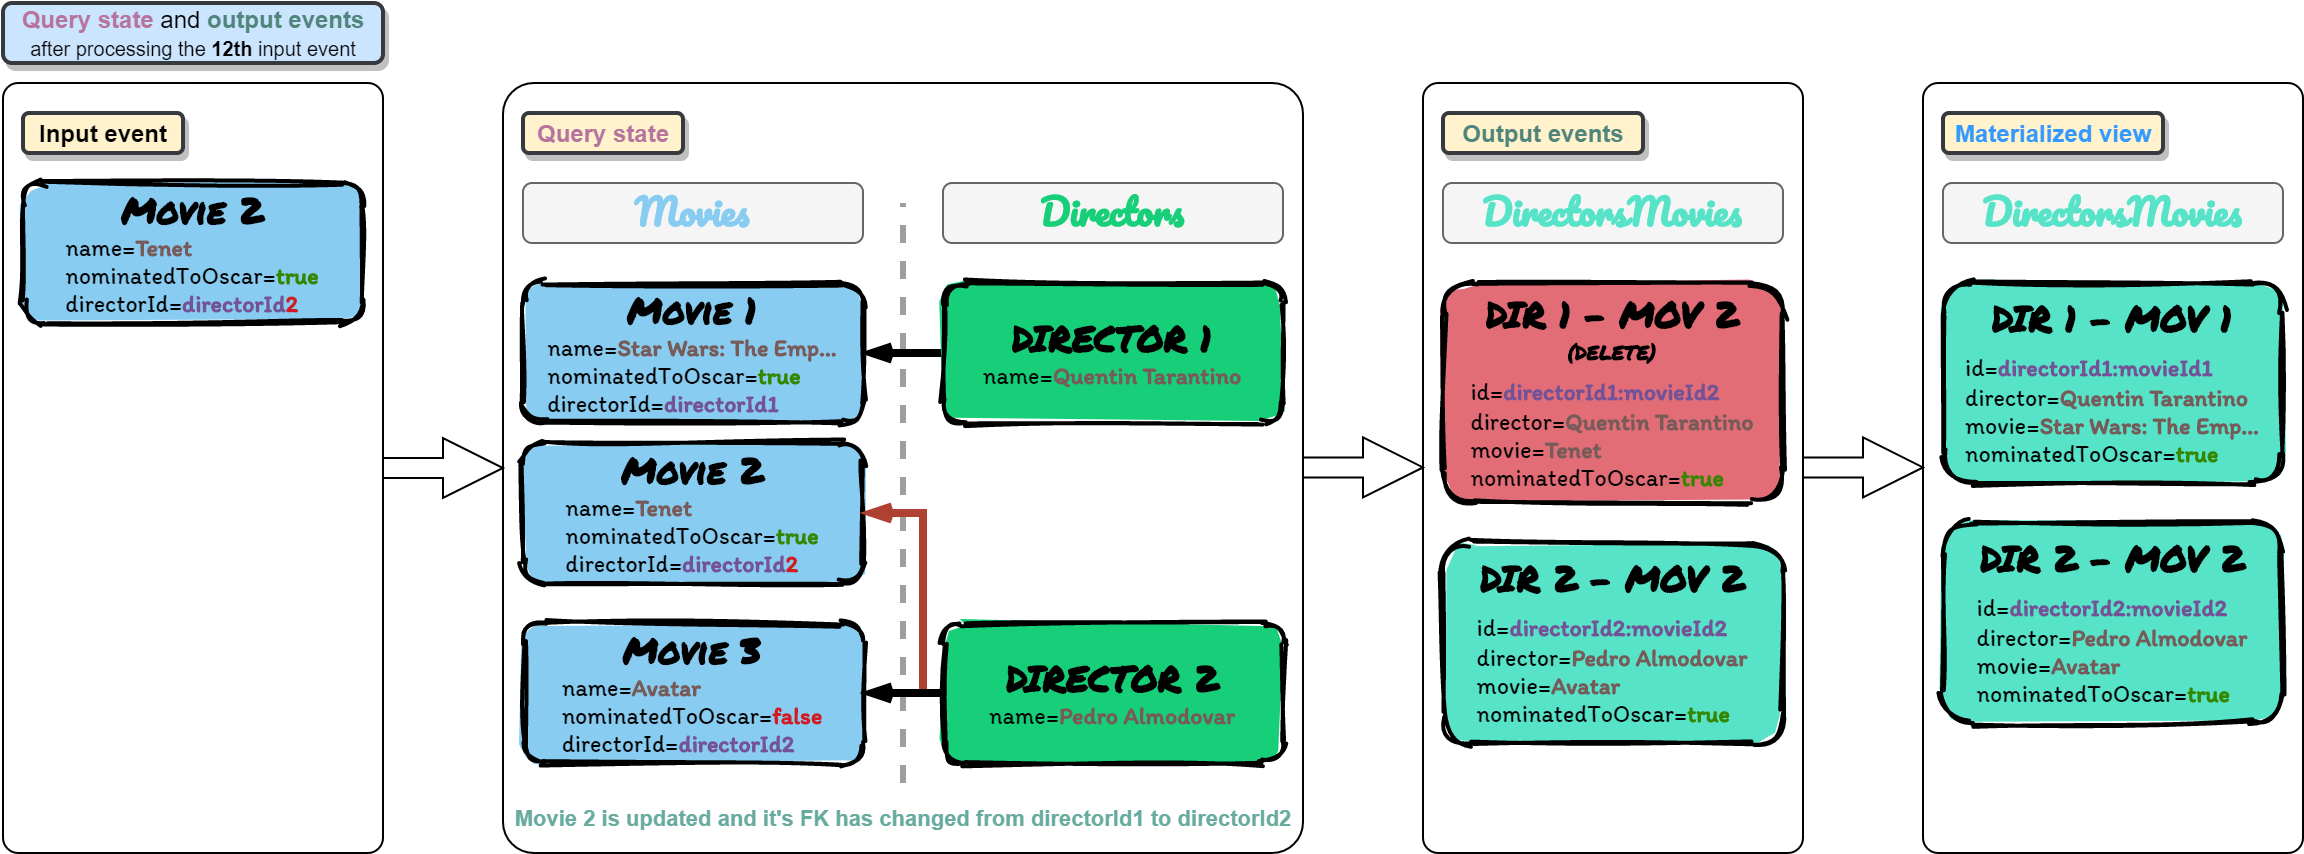 Query state and output events
after processing the 12th input event
Input event
MOVIE 2
name=Tenet
nominatedToOscar=true
directorId=directorId2
Query state
Movies
MOVIE 1
name=Star Wars: The Emp...
nominatedToOscar=true
directorId=directorId1
MOVIE 2
name=Tenet
nominatedToOscar=true
directorId=directorId2
MOVIE 3
name=Avatar
nominatedToOscar=false
directorId=directorId2
Directors
DIRECTOR 1
name=Quentin Tarantino
DIRECTOR 2
name=Pedro Almodovar
Movie 2 is updated and it's FK has changed from directorId1 to directorId2
Output events
DirectorsMovies
DIR 1 - MOV 2
(DELETE)
id=directorId1:movieId2
director=Quentin Tarantino
movie=Tenet
nominatedToOscar=true
DIR 2 - MOV 2
id=directorId2:movieId2
director=Pedro Almodovar
movie=Avatar
nominatedToOscar=true
Materialized view
DirectorsMovies
DIR 1 - MOV 1
id=directorId1:movieId1
director=Quentin Tarantino
movie=Star Wars: The Emp...
nominatedToOscar=true
DIR 2 - MOV 2
id=directorId2:movieId2
director=Pedro Almodovar
movie=Avatar
nominatedToOscar=true